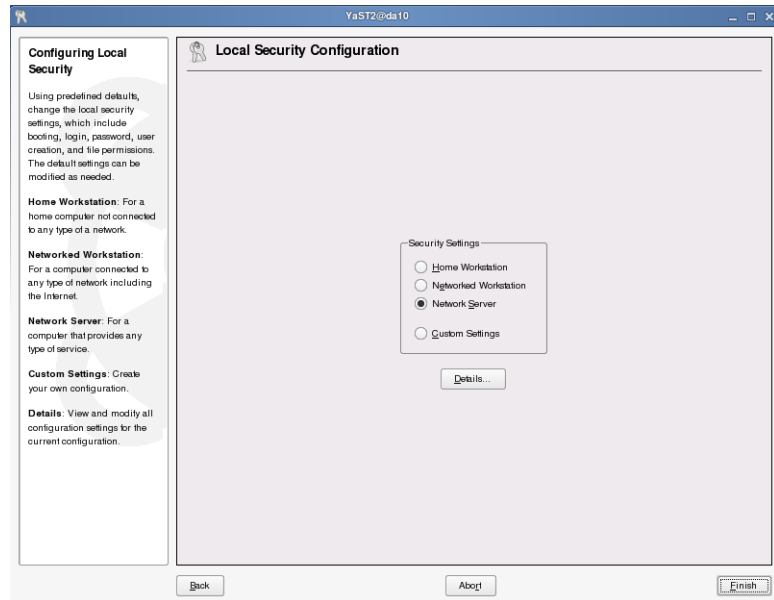 YaST2@da10
Configuring Local
Security
Using predefined defaults,
change the local security
settings, which include
booting, login, password, user
creation, and file permissions.
The default settings can be
modified as needed.
Home Workstation: For a
home computer not connected
to any type of a network.
Networked Workstation:
For a computer connected to
any type of network including
the Internet.
Network Server: For a
computer that provides any
type of service.
Custom Settings: Create
your own configuration.
Details: View and modify all
configuration settings for the
current configuration.
Local Security Configuration
Security Settings
Home Workstation
Networked Workstation
Network Server
Custom Settings
Details...
Back
Abort
Finish